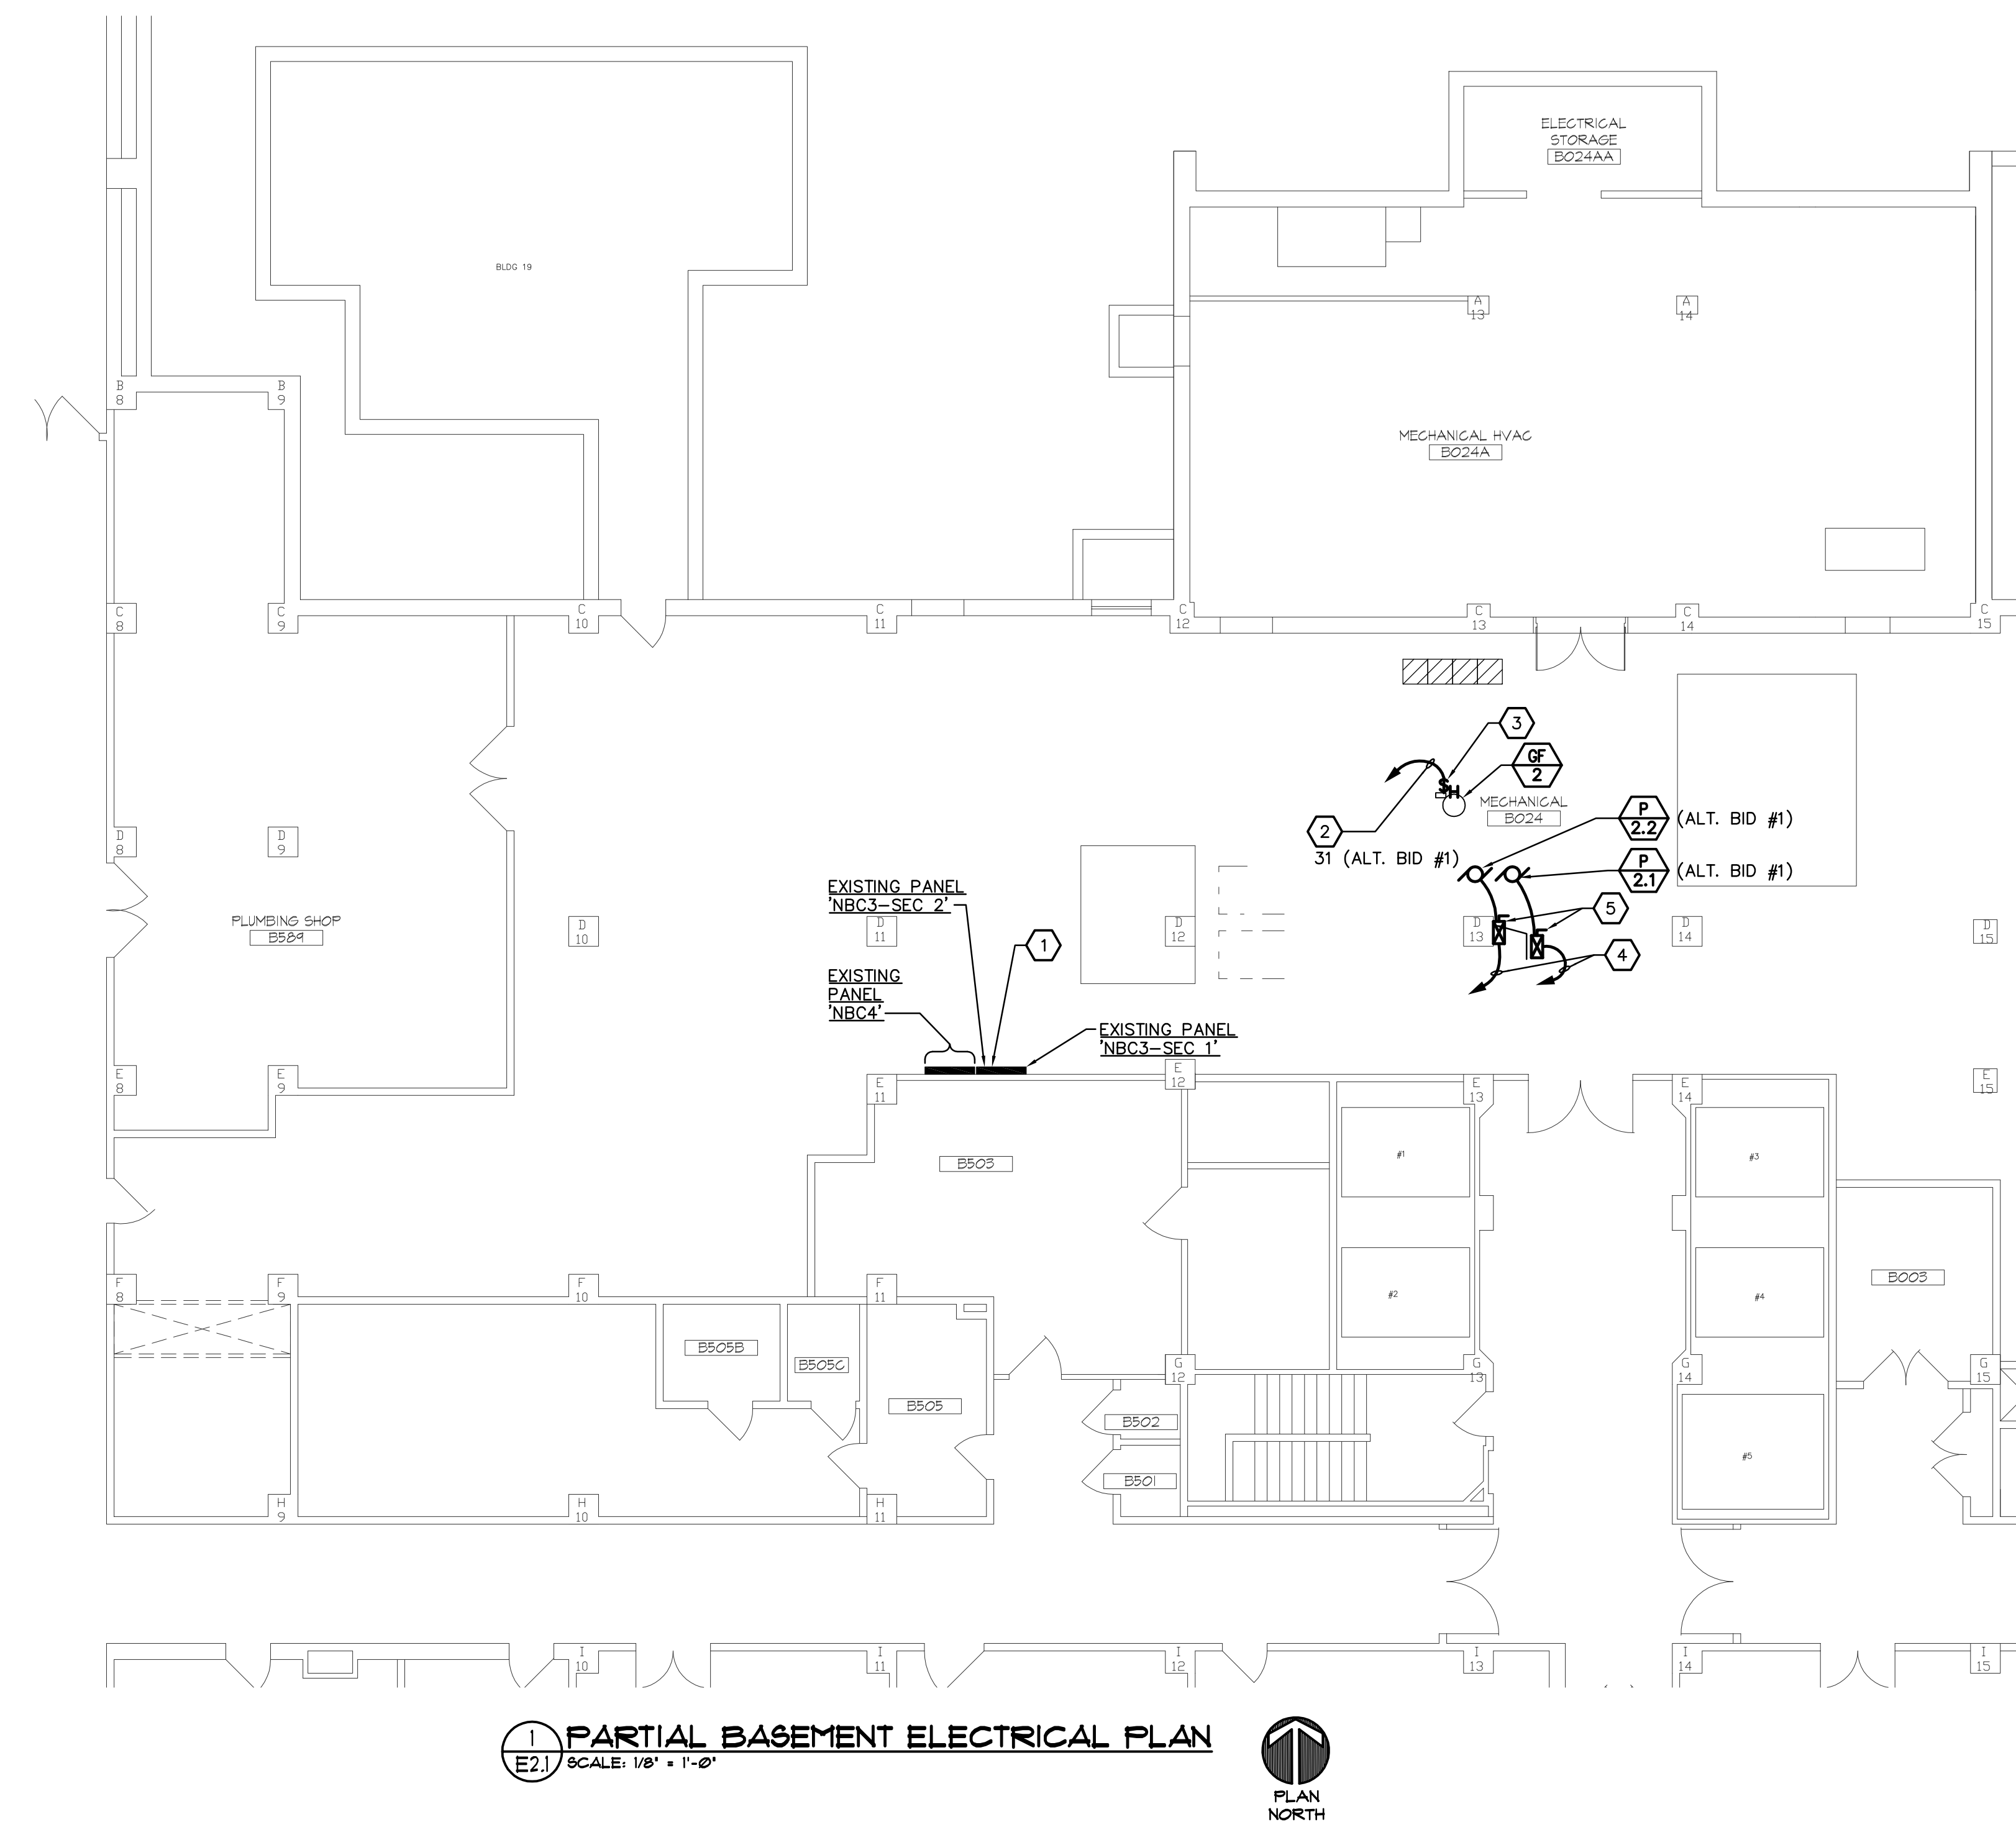 ELECTRICAL
STORAGE
B024AA
BLDG 19
A
13
A
14
B
8
B
9
MECHANICAL HVAC
B024A
C
8
C
9
C
10
C
11
C
12
C
13
C
14
C
15
3
GF
2
$H
MECHANICAL
B024
2
31 (ALT. BID #1)
P
2.2
(ALT. BID #1)
P
2.1
(ALT. BID #1)
D
8
D
9
EXISTING PANEL
'NBC3-SEC 2'
PLUMBING SHOP
B589
D
10
D
11
D
12
D
13
D
14
D
15
5
4
1
EXISTING
PANEL
'NBC4'
EXISTING PANEL
'NBC3-SEC 1'
E
8
E
9
E
11
E
12
E
13
E
14
E
15
B503
#1
#3
F
8
F
9
F
10
F
11
#2
#4
B003
B505B
B505C
G
12
G
13
G
14
G
15
B505
B502
B501
#5
H
9
H
10
H
11
I
10
I
11
I
12
I
13
I
14
I
15
1
E2.1
PARTIAL BASEMENT ELECTRICAL PLAN
SCALE: 1/8" = 1'-0"
PLAN
NORTH